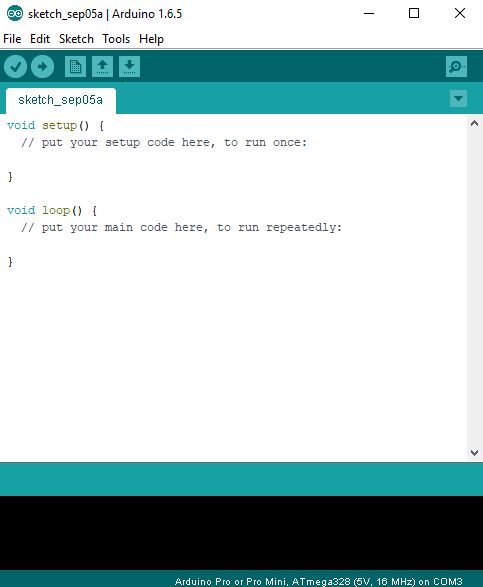 sketch_sep05a | Arduino 1.6.5
File Edit Sketch Tools Help
sketch_sep05a
void setup() {
  // put your setup code here, to run once:
}
void loop() {
  // put your main code here, to run repeatedly:
}
Arduino Pro or Pro Mini, ATmega328 (5V, 16 MHz) on COM3